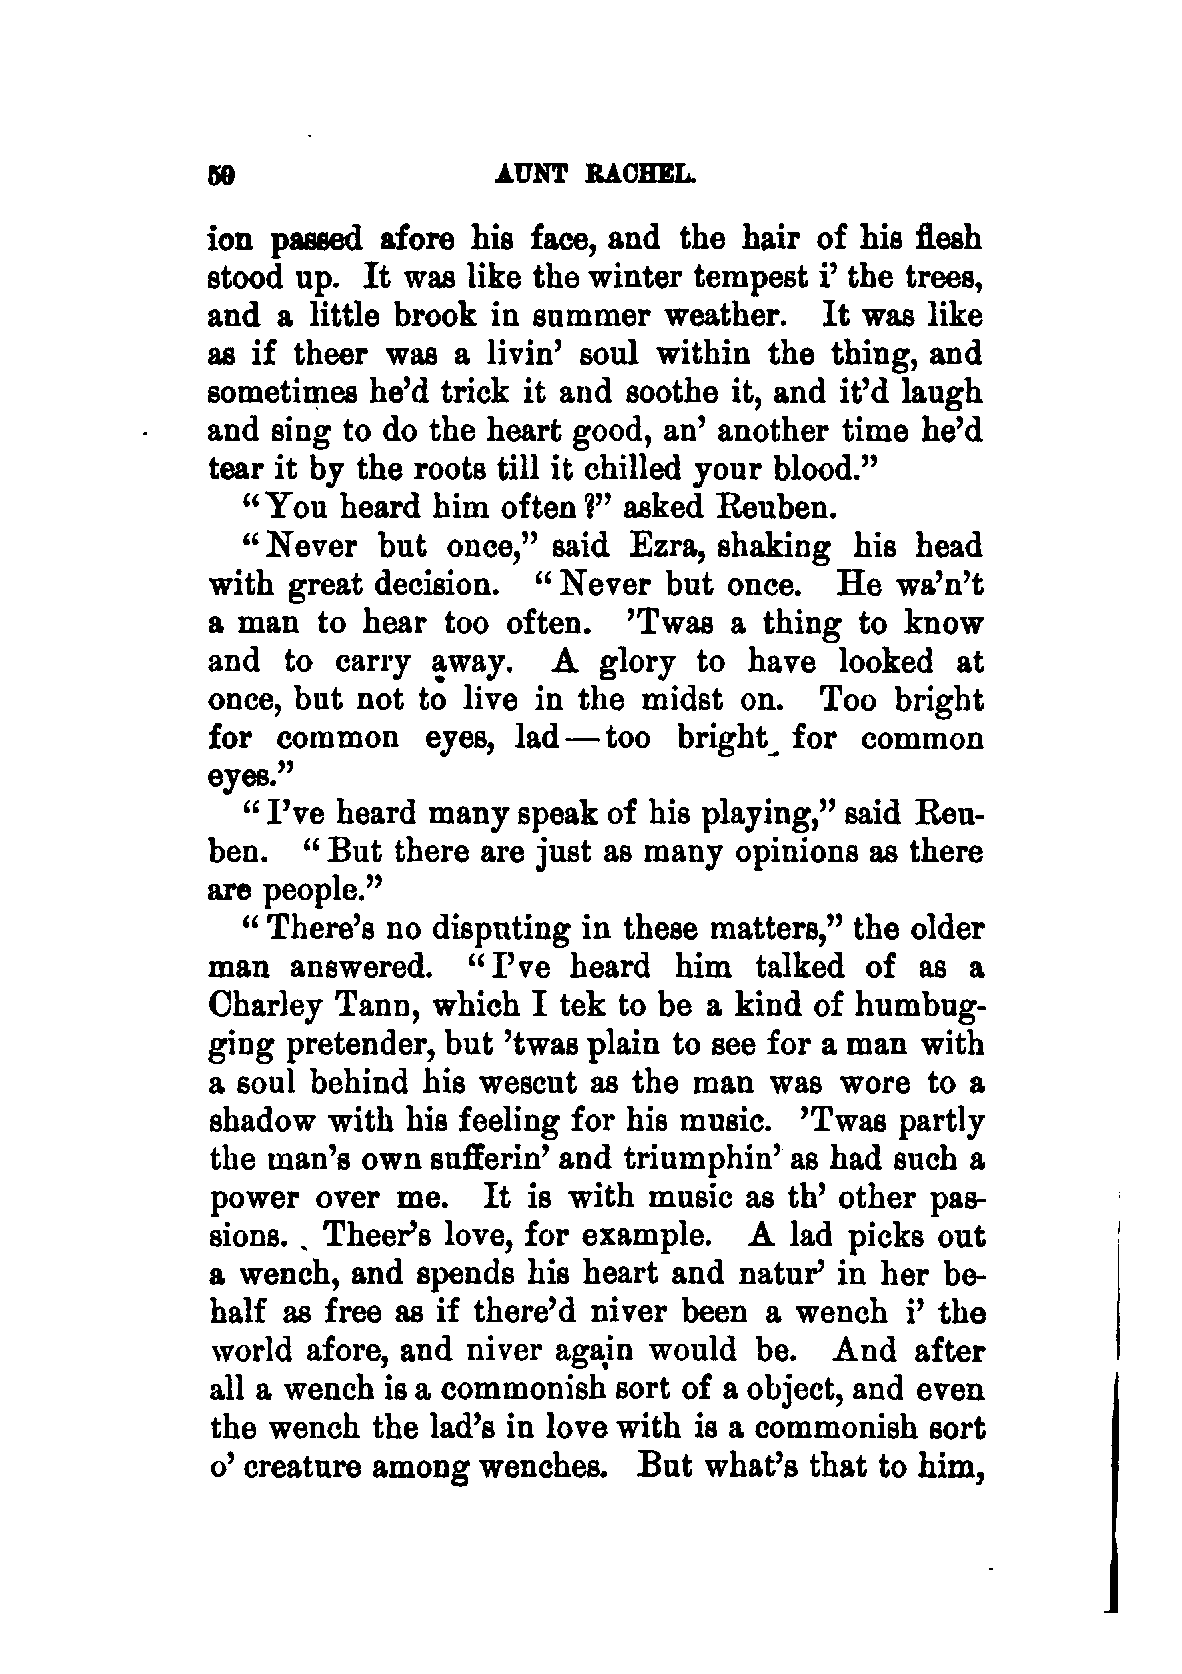 50 AUNT RACHEL.
ion passed afore his face, and the hair of his flesh
stood up. It was like the winter tempest i’ the trees,
and a little brook in summer weather. It was like
as if theer was a livin’ soul within the thing, and
sometimes he’d trick it and soothe it, and it’d laugh
and sing to do the heart good, an’ another time he’d
tear it by the roots till it chilled your blood.”
“You heard him often?” asked Reuben.
“Never but once,” said Ezra, shaking his head
with great decision. “Never but once. He wa’n’t
a man to hear too often. ’Twas a thing to know
and to carry away. A glory to have looked at
once, but not to live in the midst on. Too bright
for common eyes, lad—too bright for common
eyes.”
“I’ve heard many speak of his playing,” said Reu-
ben. “But there are just as many opinions as there
are people.”
“There’s no disputing in these matters,” the older
man answered. “I’ve heard him talked of as a
Charley Tann, which I tek to be a kind of humbug-
ging pretender, but ’twas plain to see for a man with
a soul behind his wescut as the man was wore to a
shadow with his feeling for his music. ’Twas partly
the man’s own sufferin’ and triumphin’ as had such a
power over me. It is with music as th’ other pas-
sions. Theer’s love, for example. A lad picks out
a wench, and spends his heart and natur’ in her be-
half as free as if there’d niver been a wench i’ the
world afore, and niver again would be. And after
all a wench is a commonish sort of a object, and even
the wench the lad’s in love with is a commonish sort
o’ creature among wenches. But what’s that to him,